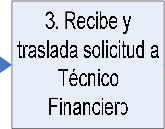 3. Recibe y
traslada solicitud a
Técnico
Financiero